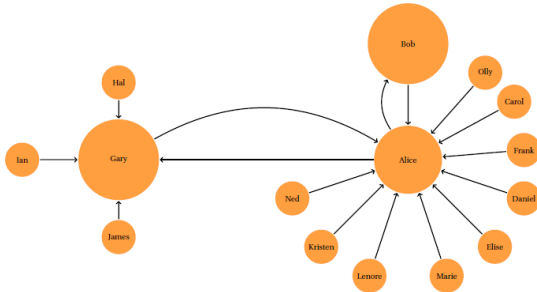 Bob
Olly
Hal
Carol
Frank
Ian
Gary
Alice
Daniel
Ned
James
Kristen
Elise
Lenore
Marie